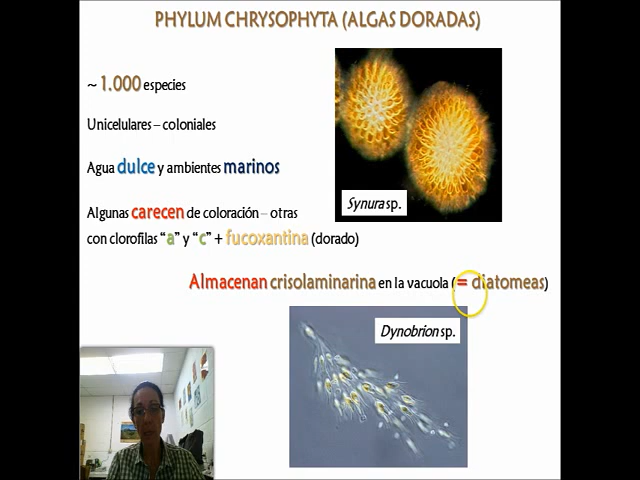 PHYLUM CHRYSOPHYTA (ALGAS DORADAS)
~ 1.000 especies
Unicelulares – coloniales
Agua dulce y ambientes marinos
Synura sp.
Algunas carecen de coloración – otras
con clorofilas “a” y “c” + fucoxantina (dorado)
Almacenan crisolaminarina en la vacuola (= diatomeas)
Dynobrion sp.